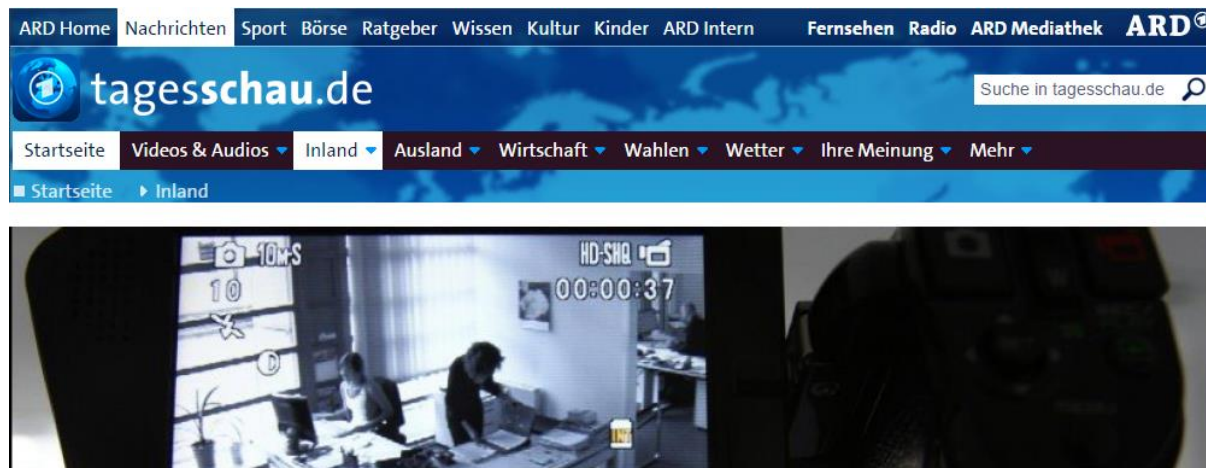 ARD Home Nachrichten Sport Börse Ratgeber Wissen Kultur Kinder ARD Intern Fernsehen Radio ARD Mediathek ARD
tagesschau.de
Suche in tagesschau.de
Startseite Videos & Audios Inland Ausland Wirtschaft Wahlen Wetter Ihre Meinung Mehr
Startseite Inland
10M-S HD-SHQ
10 00:00:37
D
INT